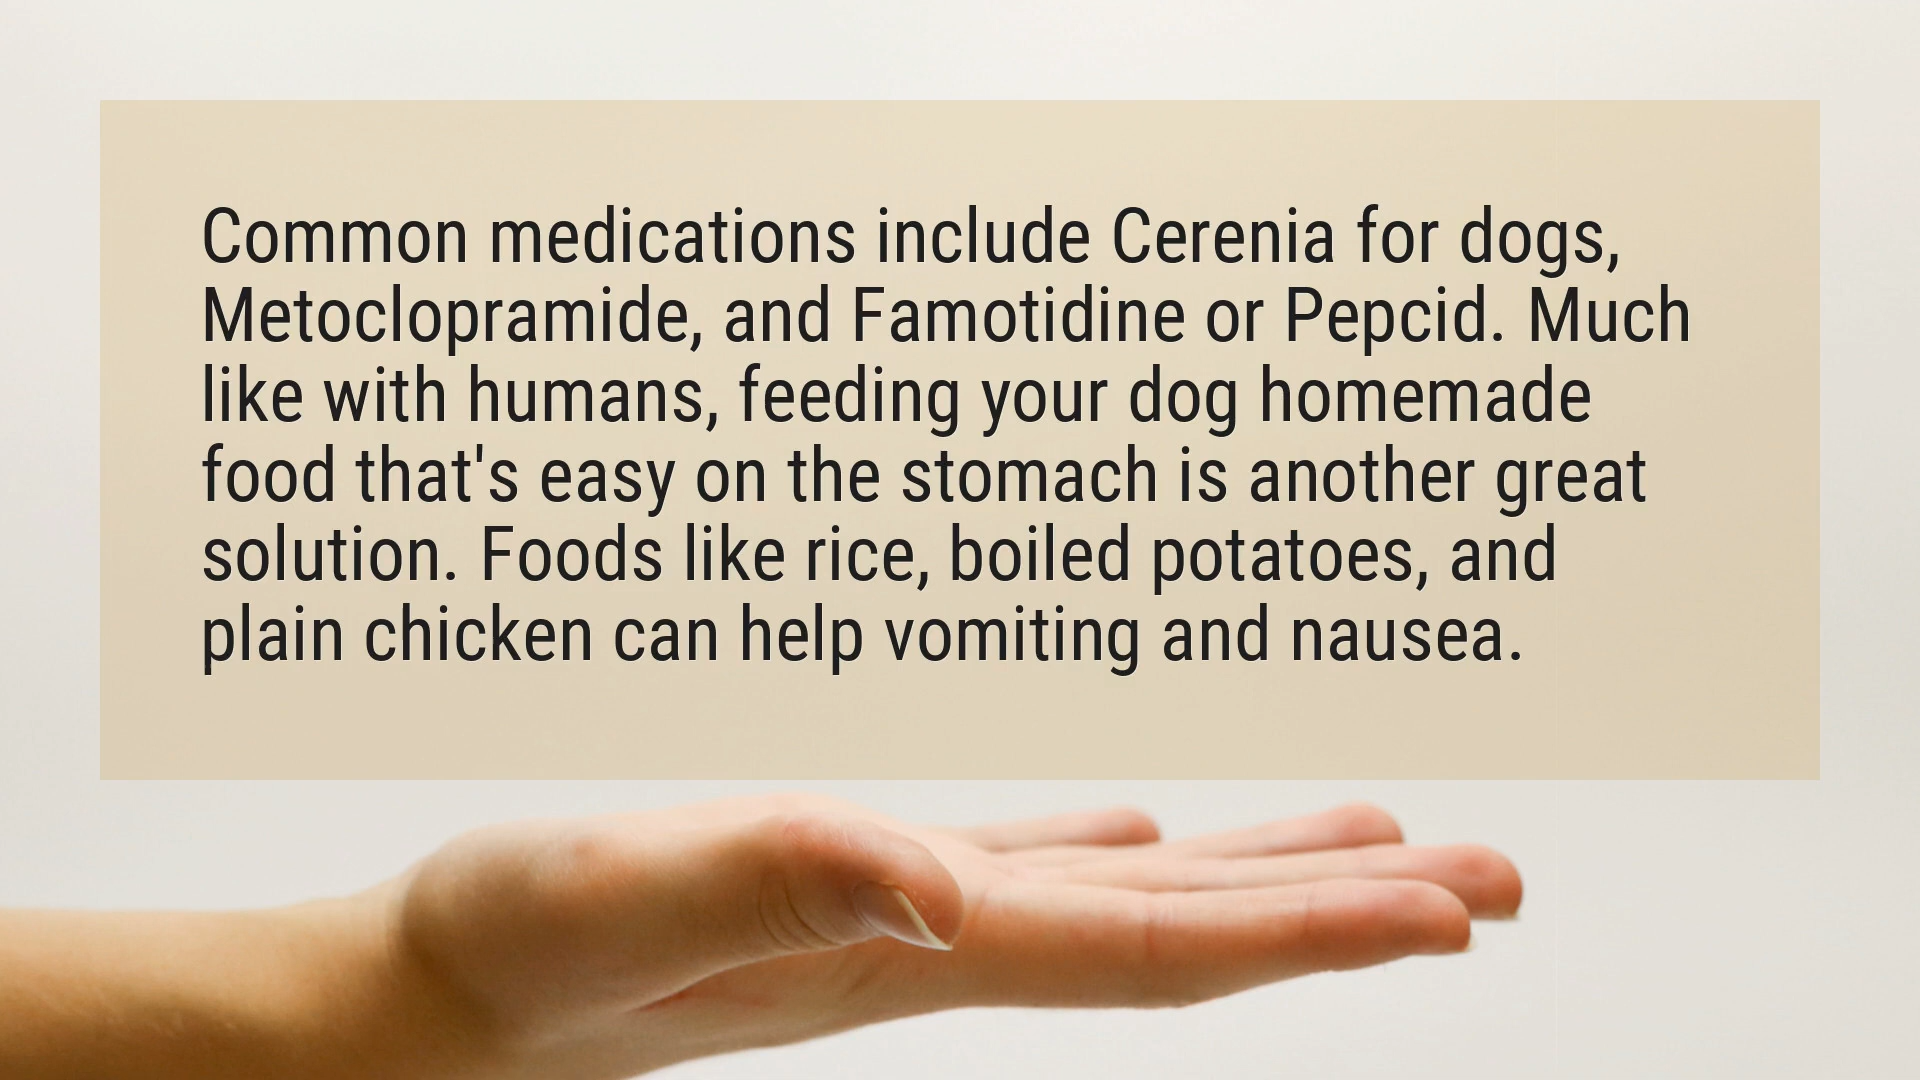 Common medications include Cerenia for dogs,
Metoclopramide, and Famotidine or Pepcid. Much
like with humans, feeding your dog homemade
food that's easy on the stomach is another great
solution. Foods like rice, boiled potatoes, and
plain chicken can help vomiting and nausea.